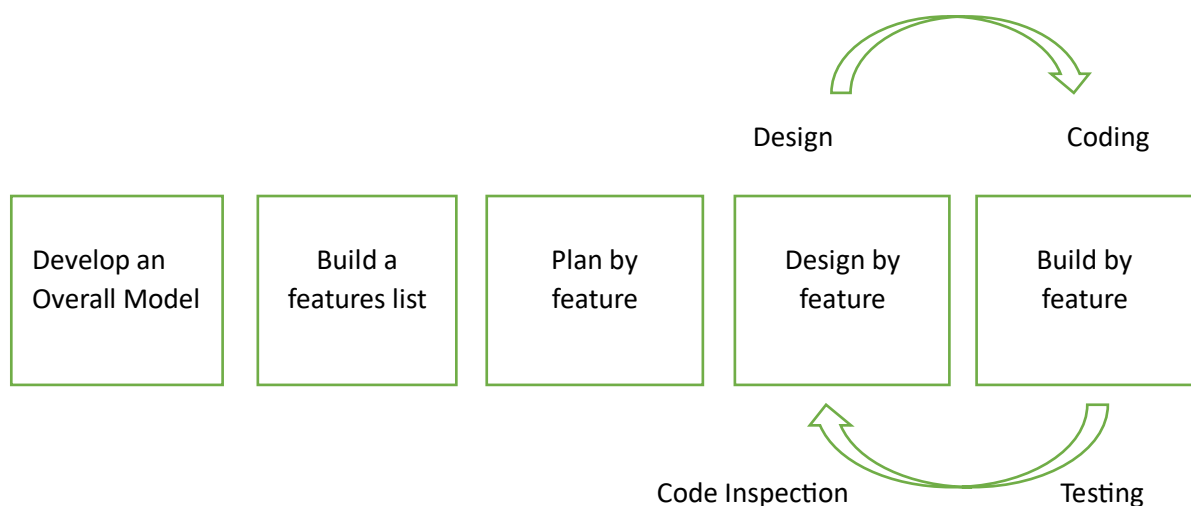 Design
Coding
Develop an
Overall Model
Build a
features list
Plan by
feature
Design by
feature
Build by
feature
Code Inspection
Testing